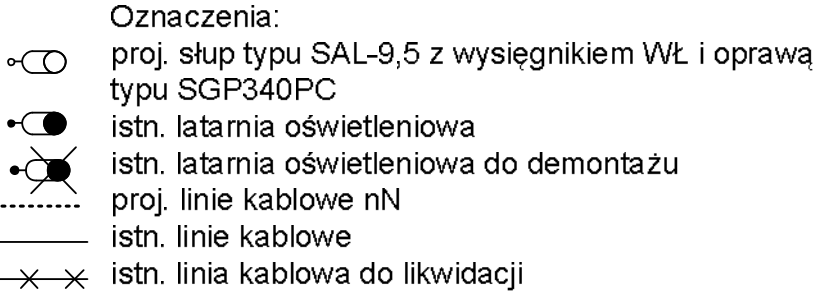 Oznaczenia:
proj. słup typu SAL-9,5 z wysięgnikiem WŁ i oprawą
typu SGP340PC
istn. latarnia oświetleniowa
istn. latarnia oświetleniowa do demontażu
proj. linie kablowe nN
istn. linie kablowe
istn. linia kablowa do likwidacji